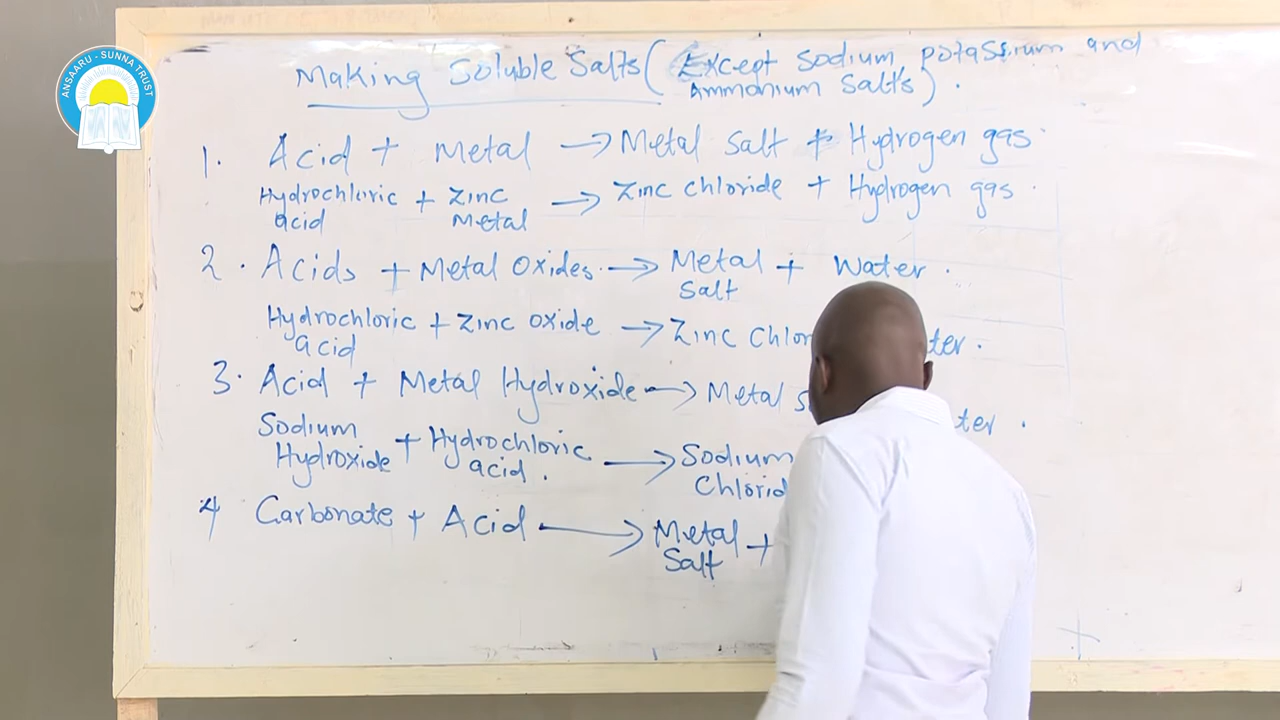 ANSAARU - SUNNA TRUST
Making Soluble Salts (Except Sodium, potassium and
Ammonium Salts).
1. Acid + Metal → Metal Salt + Hydrogen gas.
Hydrochloric acid + Zinc Metal → Zinc chloride + Hydrogen gas.
2. Acids + Metal Oxides. → Metal Salt + Water.
Hydrochloric acid + Zinc Oxide → Zinc
3. Acid + Metal Hydroxide → Metal
Sodium Hydroxide + Hydrochloric acid. → Sodium
4 Carbonate + Acid → Metal Salt +